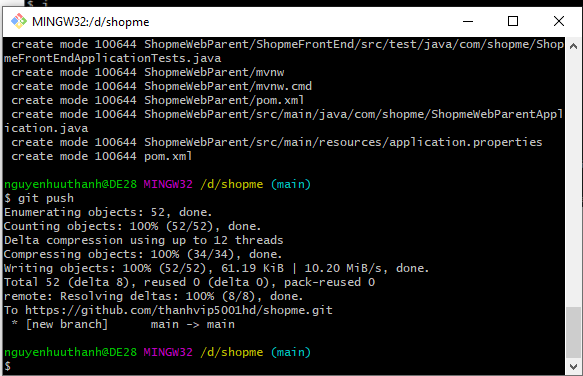 MINGW32:/d/shopme
create mode 100644 ShopmeWebParent/ShopmeFrontEnd/src/test/java/com/shopme/Shop
meFrontEndApplicationTests.java
create mode 100644 ShopmeWebParent/mvnw
create mode 100644 ShopmeWebParent/mvnw.cmd
create mode 100644 ShopmeWebParent/pom.xml
create mode 100644 ShopmeWebParent/src/main/java/com/shopme/ShopmeWebParentAppl
ication.java
create mode 100644 ShopmeWebParent/src/main/resources/application.properties
create mode 100644 pom.xml
nguyenhuuthanh@DE28 MINGW32 /d/shopme (main)
$ git push
Enumerating objects: 52, done.
Counting objects: 100% (52/52), done.
Delta compression using up to 12 threads
Compressing objects: 100% (34/34), done.
Writing objects: 100% (52/52), 61.19 KiB | 10.20 MiB/s, done.
Total 52 (delta 8), reused 0 (delta 0), pack-reused 0
remote: Resolving deltas: 100% (8/8), done.
To https://github.com/thanhvip5001hd/shopme.git
* [new branch]      main -> main
nguyenhuuthanh@DE28 MINGW32 /d/shopme (main)
$